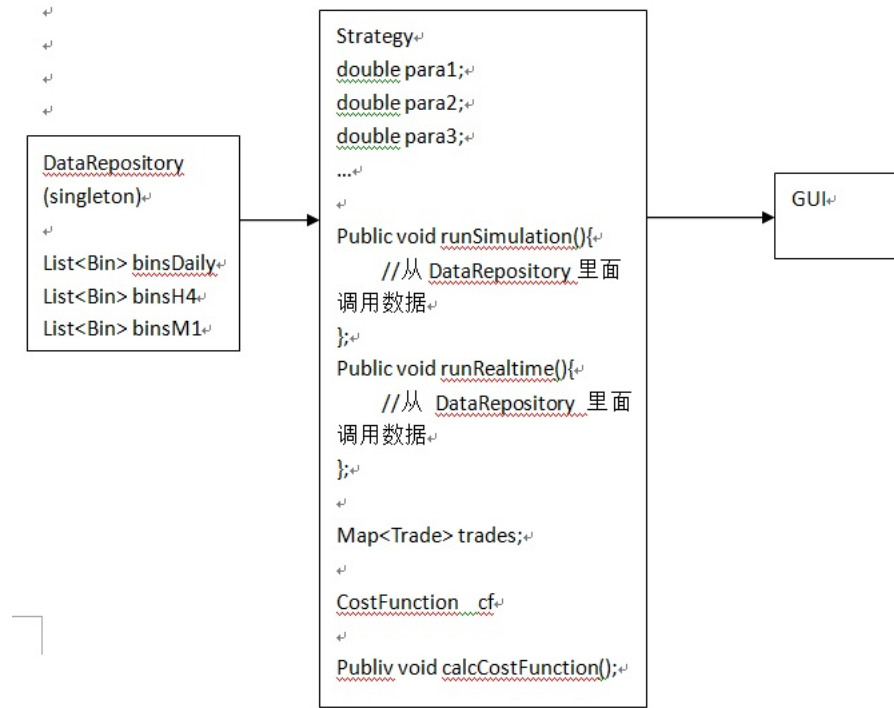 DataRepository
(singleton)
List<Bin> binsDaily
List<Bin> binsH4
List<Bin> binsM1
Strategy
double para1;
double para2;
double para3;
...
Public void runSimulation(){
//从 DataRepository 里面
调用数据
};
Public void runRealtime(){
//从 DataRepository 里面
调用数据
};
Map<Trade> trades;
CostFunction cf
Publiv void calcCostFunction();
GUI